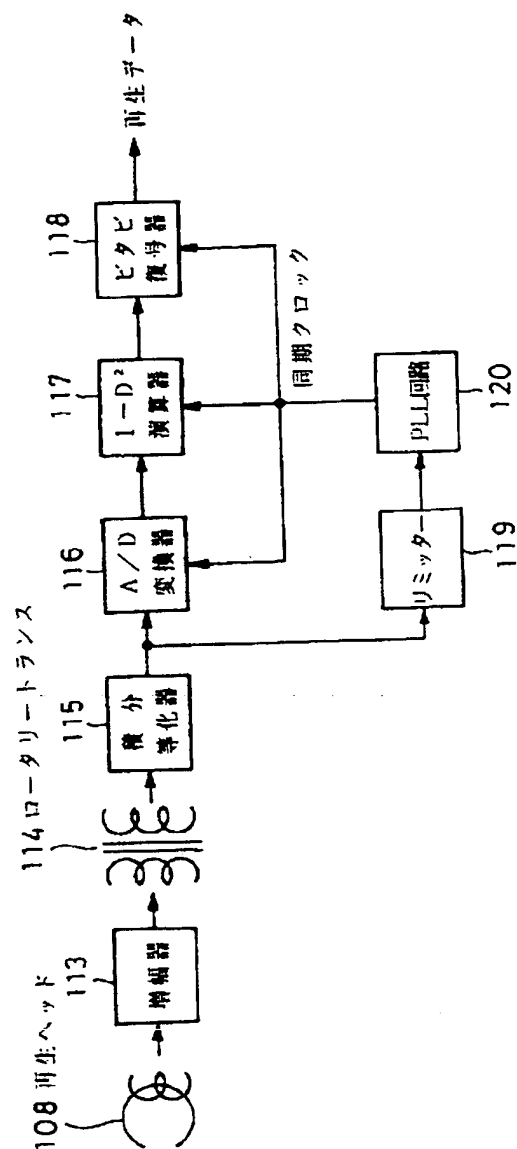 108 再生ヘッド
113
増幅器
114 ロータリートランス
115
積分
等化器
116
A/D
変換器
117
1-D²
演算器
118
ビタビ
復号器
再生データ
同期クロック
リミッター
119
PLL回路
120